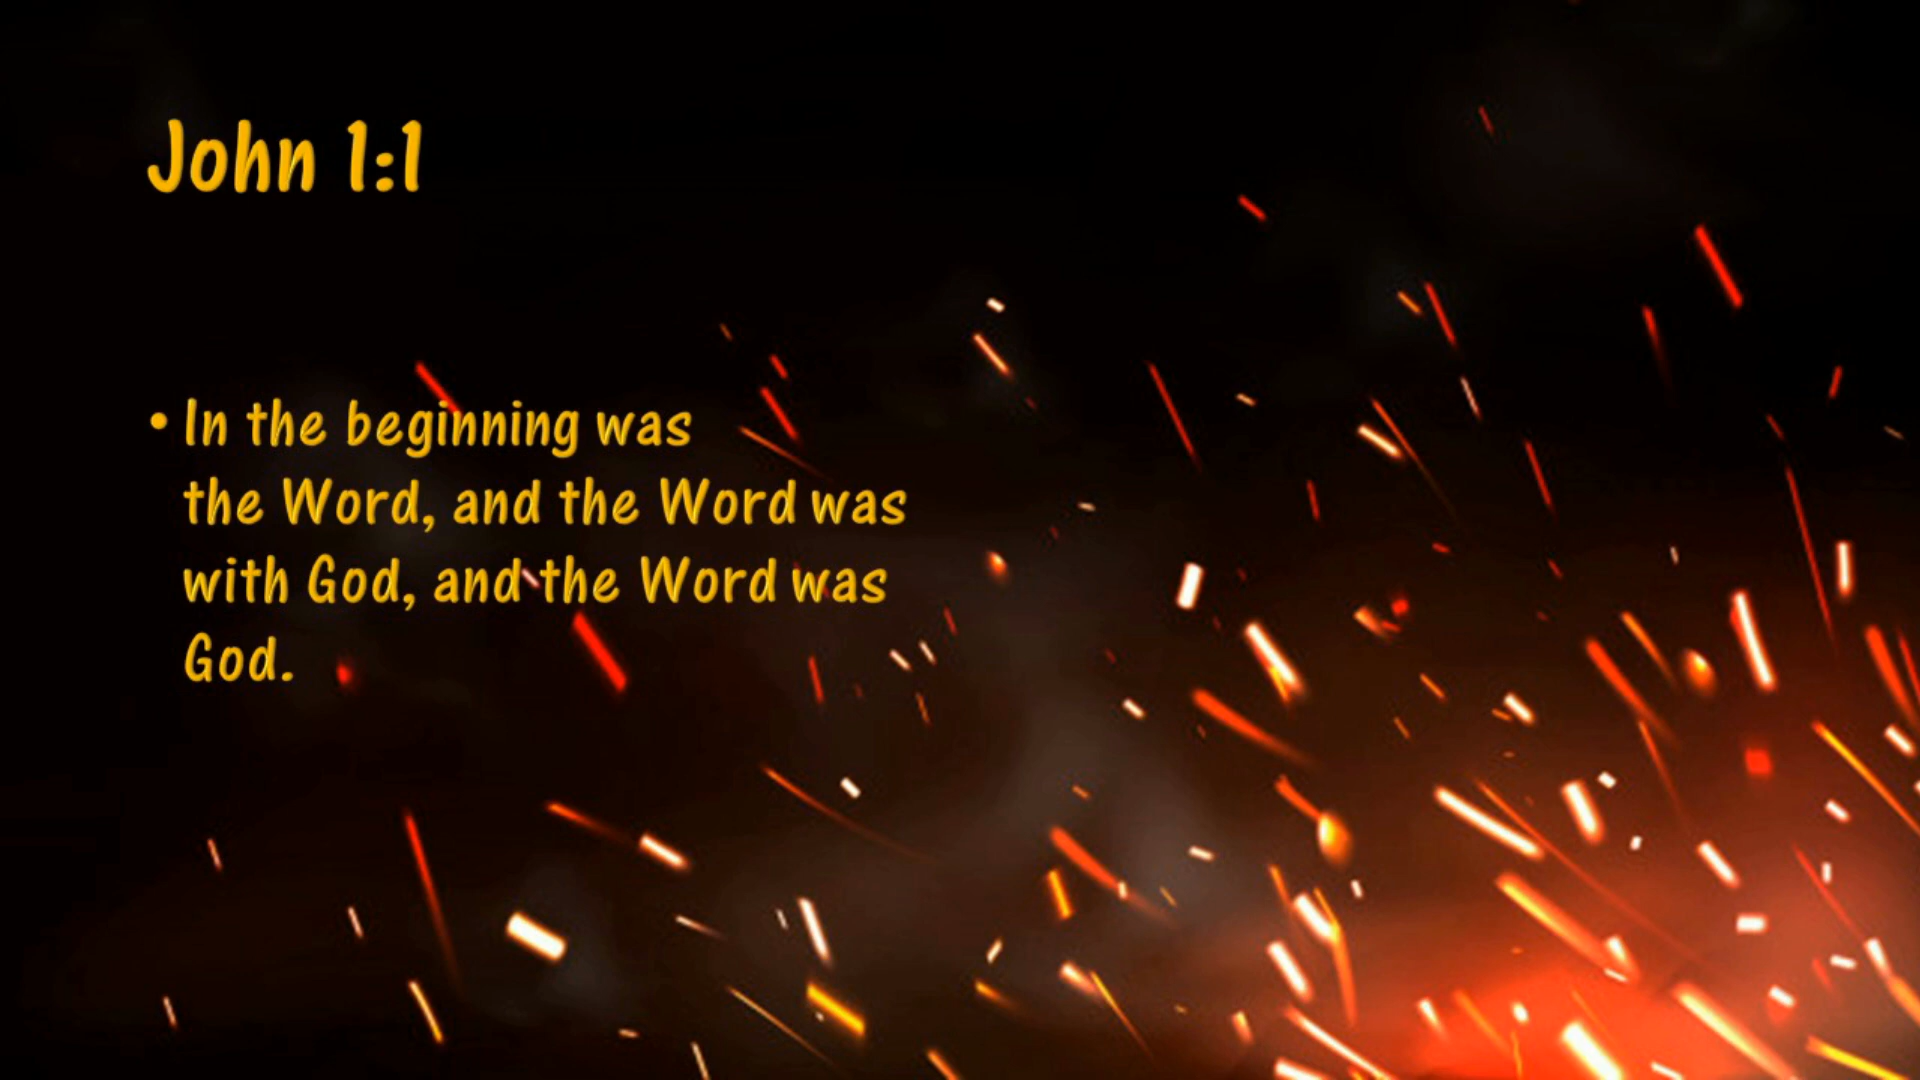 John 1:1
• In the beginning was
the Word, and the Word was
with God, and the Word was
God.